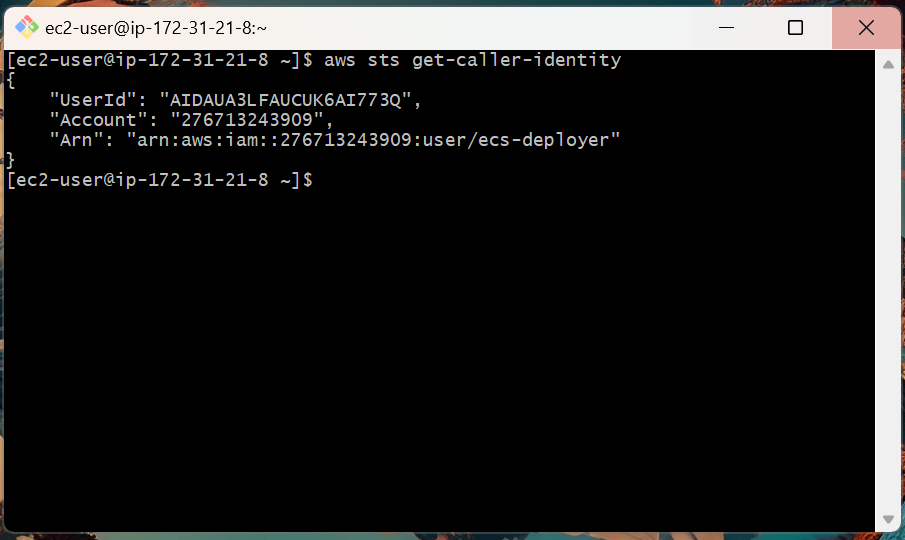 ec2-user@ip-172-31-21-8:~
[ec2-user@ip-172-31-21-8 ~]$ aws sts get-caller-identity
{
    "UserId": "AIDAUA3LFAUCUK6AI773Q",
    "Account": "276713243909",
    "Arn": "arn:aws:iam::276713243909:user/ecs-deployer"
}
[ec2-user@ip-172-31-21-8 ~]$